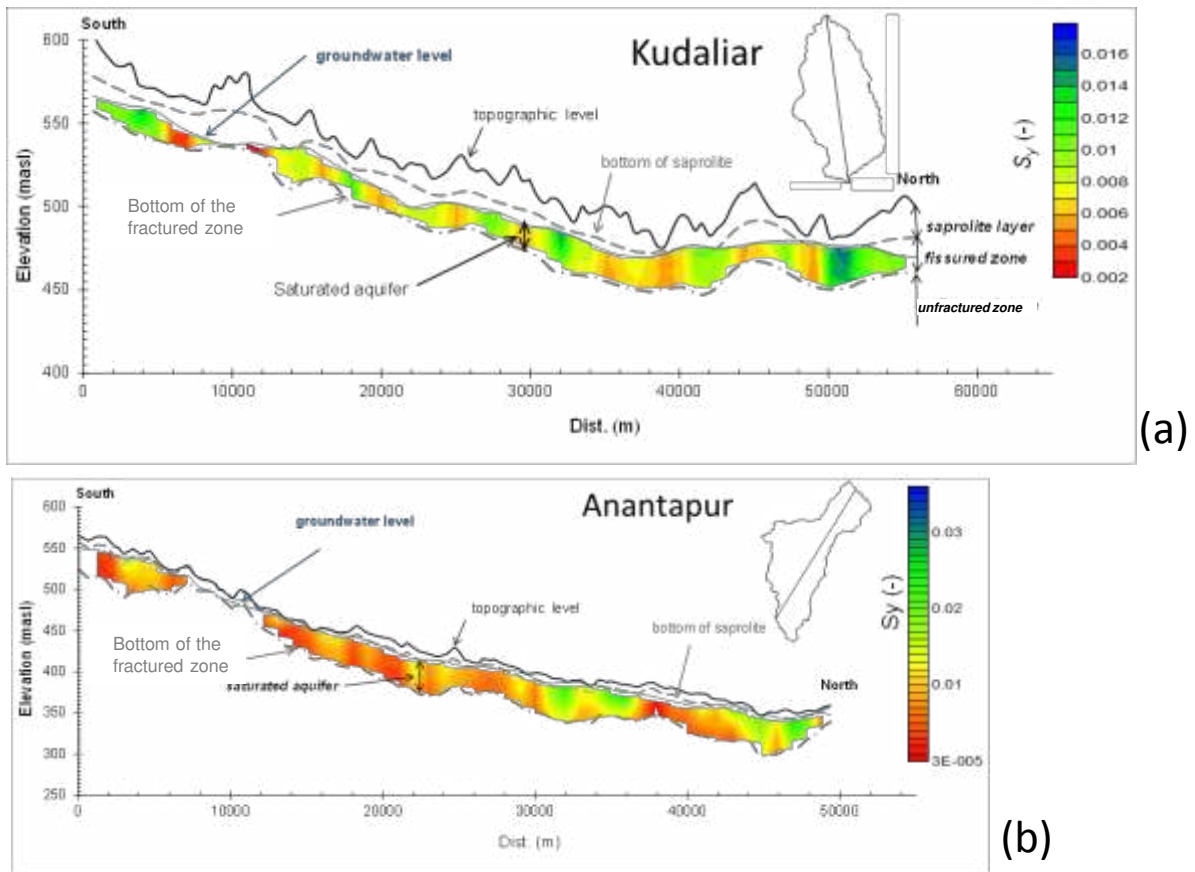 South
Kudaliar
600
groundwater level
topographic level
550
bottom of saprolite
North
Bottom of the
fractured zone
500
saprolite layer
fissured zone
Saturated aquifer
450
unfractured zone
400
Elevation (masl)
0 10000 20000 30000 40000 50000 60000
Dist. (m)
0.016
0.014
0.012
0.01
0.008
0.006
0.004
0.002
Sy (-)
(a)
South
Anantapur
600
groundwater level
550
500
topographic level
450
Bottom of the
fractured zone
bottom of saprolite
400
saturated aquifer
North
350
300
250
Elevation (masl)
0 10000 20000 30000 40000 50000
Dist. (m)
0.03
0.02
0.01
3E-005
Sy (-)
(b)